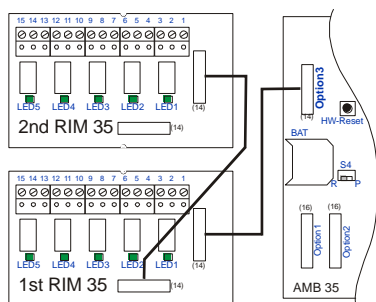 15 14 13 12 11 10 9 8 7 6 5 4 3 2 1
LED5 LED4 LED3 LED2 LED1
(14)
2nd RIM 35
(14)
15 14 13 12 11 10 9 8 7 6 5 4 3 2 1
LED5 LED4 LED3 LED2 LED1
(14)
1st RIM 35
(14)
Option3
(14)
HW-Reset
BAT
S4
R P
(16) (16)
Option1 Option2
AMB 35